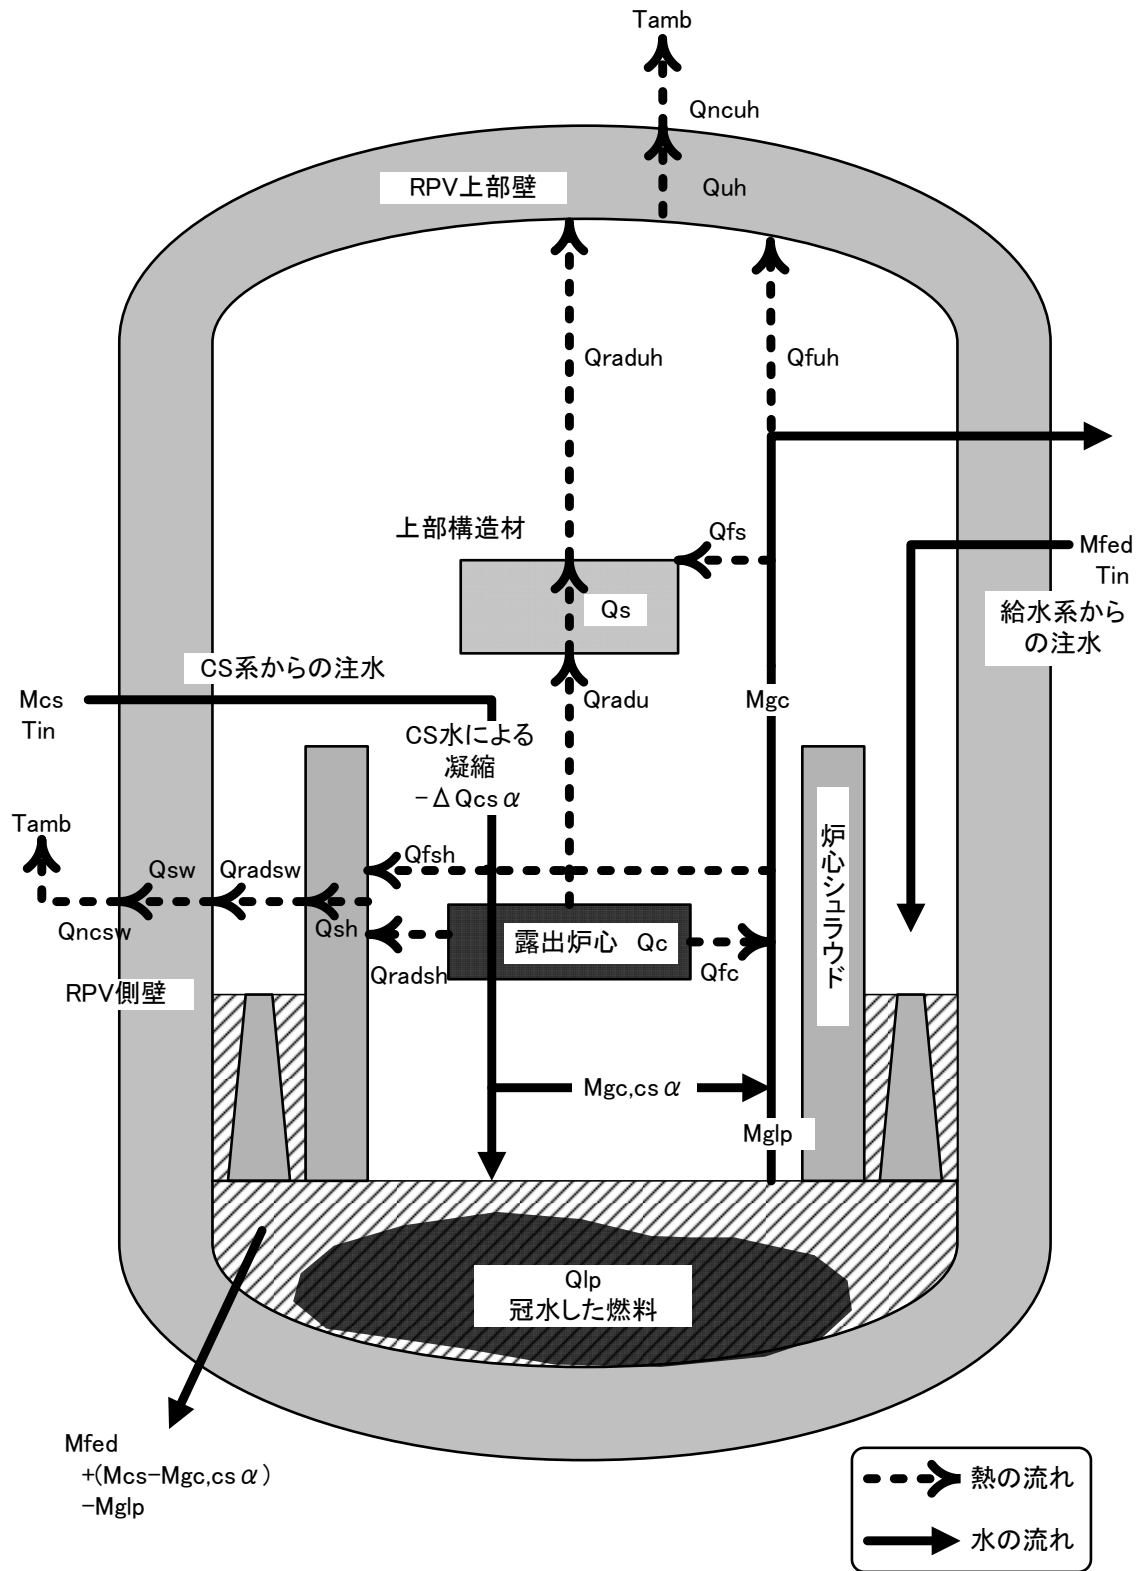 Tamb
Qncuh
RPV上部壁
Quh
Qraduh
Qfuh
上部構造材
Qfs
Mfed
Tin
給水系から
の注水
Qs
CS系からの注水
Mcs
Tin
Qradu
Mgc
CS水による
凝縮
-ΔQcsα
Tamb
Qsw
Qradsw
Qfsh
炉心シュラウド
Qncsw
Qsh
露出炉心 Qc
Qradsh
Qfc
RPV側壁
Mgc,csα
Mglp
Qlp
冠水した燃料
Mfed
+(Mcs-Mgc,csα)
-Mglp
熱の流れ
水の流れ